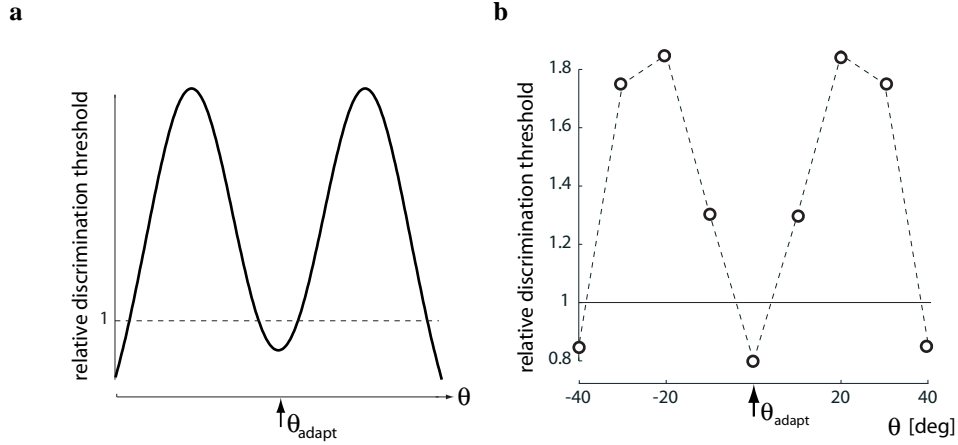 a
relative discrimination threshold
1
θ
θadapt
b
relative discrimination threshold
1.8
1.6
1.4
1.2
1
0.8
-40
-20
20
40
θadapt
θ [deg]